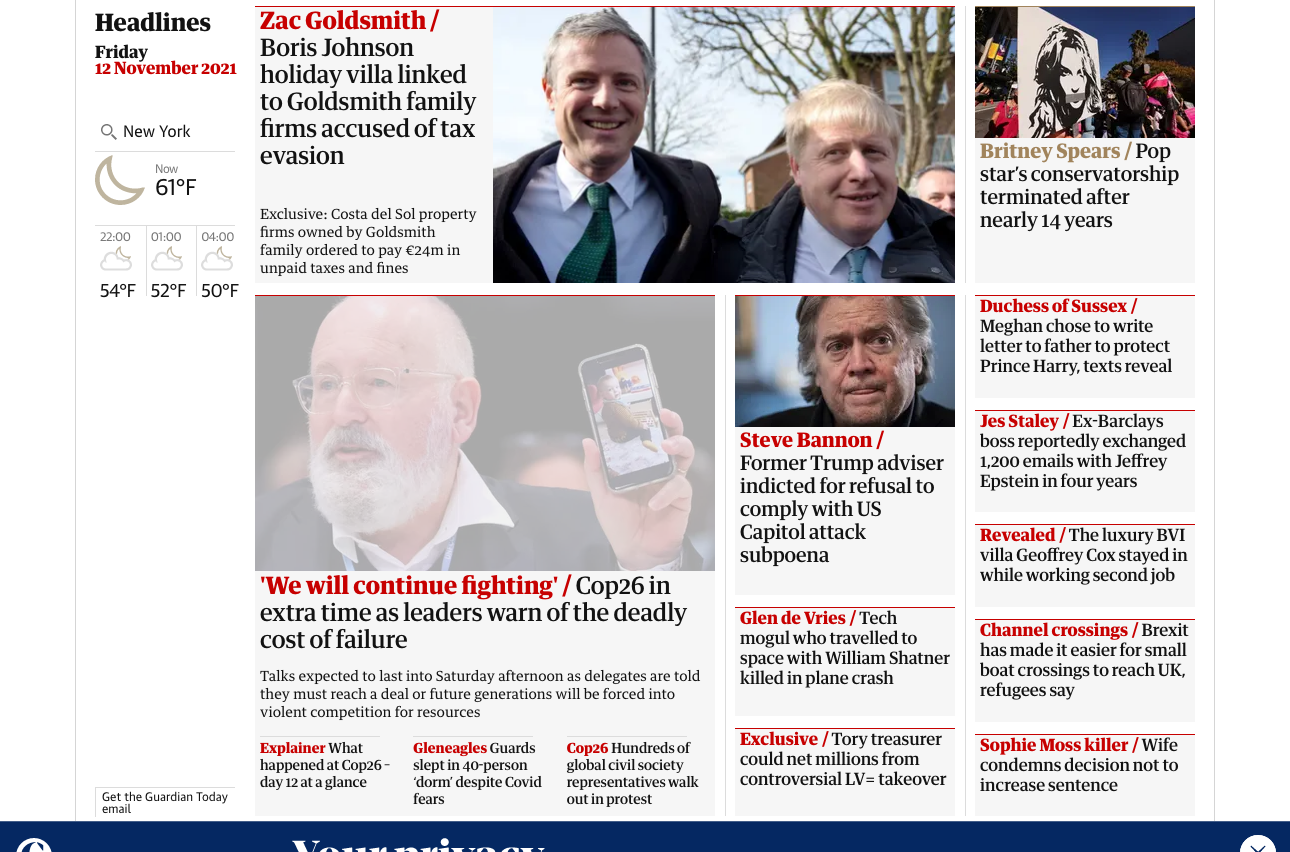 Headlines
Friday
12 November 2021
New York
Now
61°F
22:00
01:00
04:00
54°F
52°F
50°F
Get the Guardian Today
email
Zac Goldsmith /
Boris Johnson
holiday villa linked
to Goldsmith family
firms accused of tax
evasion
Exclusive: Costa del Sol property
firms owned by Goldsmith
family ordered to pay €24m in
unpaid taxes and fines
Britney Spears / Pop
star's conservatorship
terminated after
nearly 14 years
'We will continue fighting' / Cop26 in
extra time as leaders warn of the deadly
cost of failure
Talks expected to last into Saturday afternoon as delegates are told
they must reach a deal or future generations will be forced into
violent competition for resources
Explainer What
happened at Cop26 –
day 12 at a glance
Gleneagles Guards
slept in 40-person
‘dorm’ despite Covid
fears
Cop26 Hundreds of
global civil society
representatives walk
out in protest
Steve Bannon /
Former Trump adviser
indicted for refusal to
comply with US
Capitol attack
subpoena
Glen de Vries / Tech
mogul who travelled to
space with William Shatner
killed in plane crash
Exclusive / Tory treasurer
could net millions from
controversial LV= takeover
Duchess of Sussex /
Meghan chose to write
letter to father to protect
Prince Harry, texts reveal
Jes Staley / Ex-Barclays
boss reportedly exchanged
1,200 emails with Jeffrey
Epstein in four years
Revealed / The luxury BVI
villa Geoffrey Cox stayed in
while working second job
Channel crossings / Brexit
has made it easier for small
boat crossings to reach UK,
refugees say
Sophie Moss killer / Wife
condemns decision not to
increase sentence
Your privacy